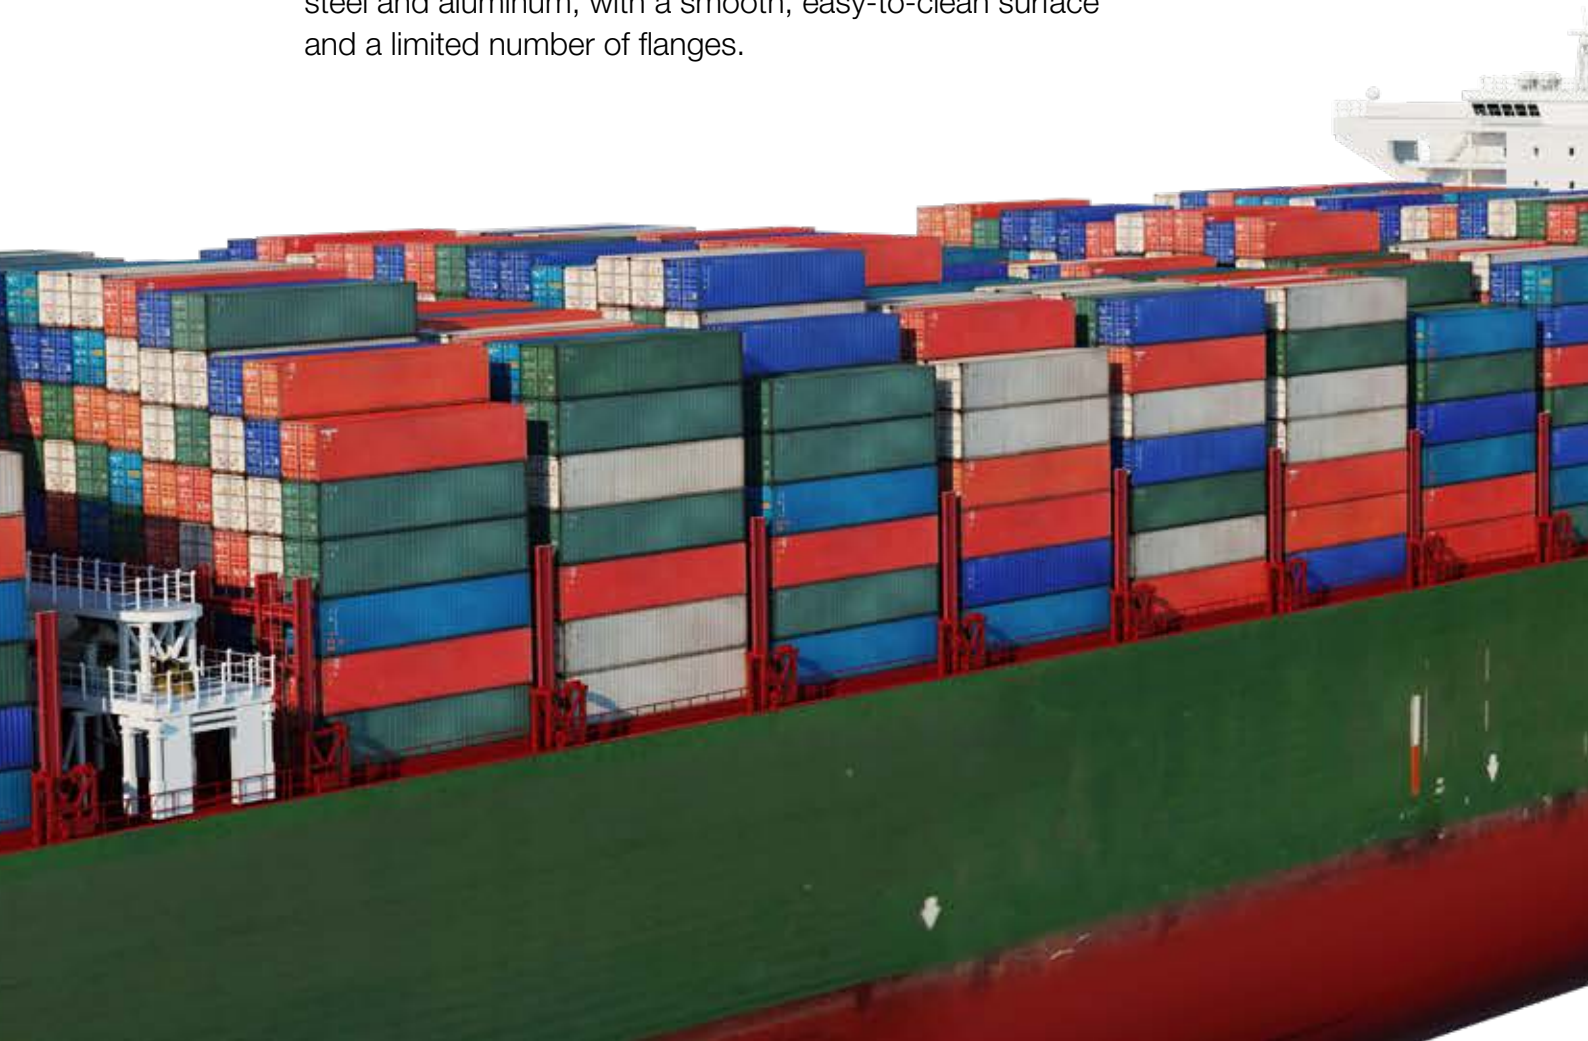 steel and aluminum, with a smooth, easy-to-clean surface
and a limited number of flanges.